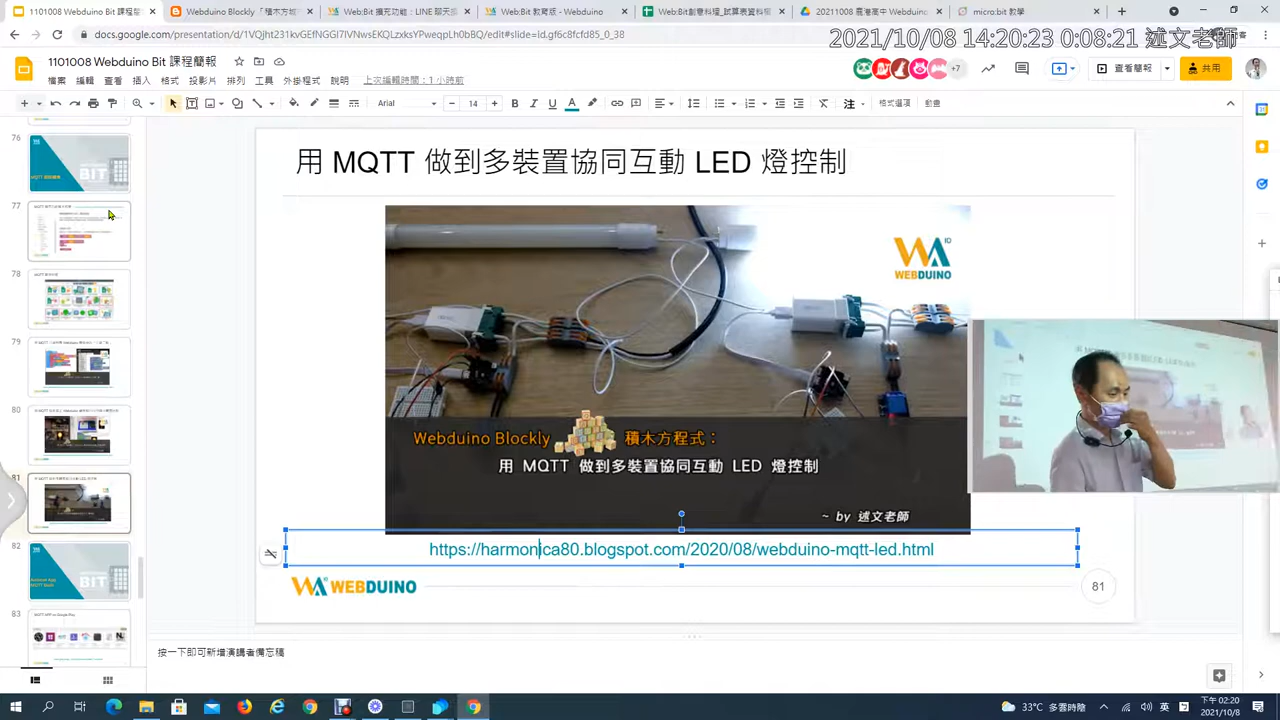 1101008 Webduino Bit 課程簡
Webduino Blockly「積木方城
Web:Bit 擴充功能：LINE 聊天
Web:Bit 教育版 - Webduino
Web:Bit創意料理_試算表資料
20211008 鹿港高中 Webduino
micro:bit 教學
docs.google.com/presentation/d/1VQjht231kvGEfNGGI7IVNwsEKQLzxksYPweqpLh0bBQ/edit#slide=id.gf6c8fcfd85_0_38
2021/10/08 14:20:23 0:08:21 述文老師
1101008 Webduino Bit 課程簡報
檔案 編輯 查看 插入 格式 投影片 排列 工具 外掛程式 說明 上次編輯時間：1 小時前
+7
查看簡報
共用
Arial
14
格式選項
動畫
76
77
78
79
80
81
82
83
用 MQTT 做到多裝置協同互動 LED 燈控制
WEBDUINO
Webduino Blockly 積木方程式：
用 MQTT 做到多裝置協同互動 LED 燈控制
~ by 述文老師
https://harmonica80.blogspot.com/2020/08/webduino-mqtt-led.html
WEBDUINO
81
按一下即可新增演講者備忘稿
33°C 多雲時陰
英
下午 02:20
2021/10/8